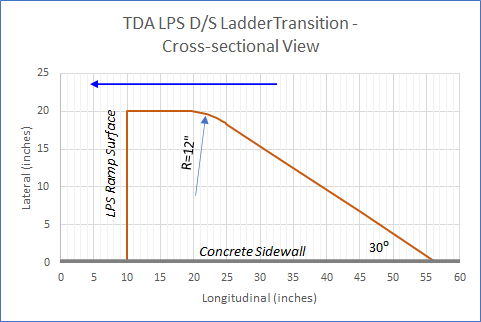 TDA LPS D/S LadderTransition -
Cross-sectional View
25
20
15
10
5
0
Lateral (inches)
LPS Ramp Surface
R=12"
Concrete Sidewall
30⁰
0 5 10 15 20 25 30 35 40 45 50 55 60
Longitudinal (inches)